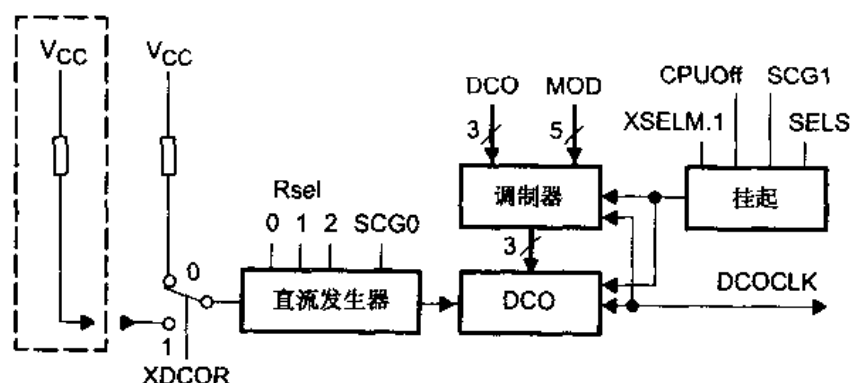 VCC
VCC
CPUOff SCG1
DCO MOD
XSELM.1 SELS
3 5
Rsel
0 1 2 SCG0
调制器
挂起
3
0
直流发生器
DCO
DCOCLK
1
XDCOR